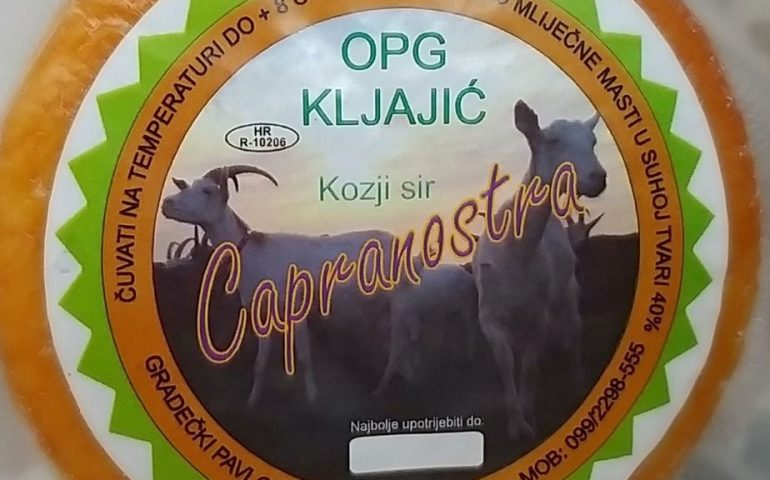 OPG
KLJAJIĆ
HR
R-10206
Kozji sir
Capranostra
Najbolje upotrijebiti do
ČUVATI NA TEMPERATURI DO + 8
MLIJEČNE MASTI U SUHOJ TVARI 40%
GRADEČKI
MOB: 099/2298-555